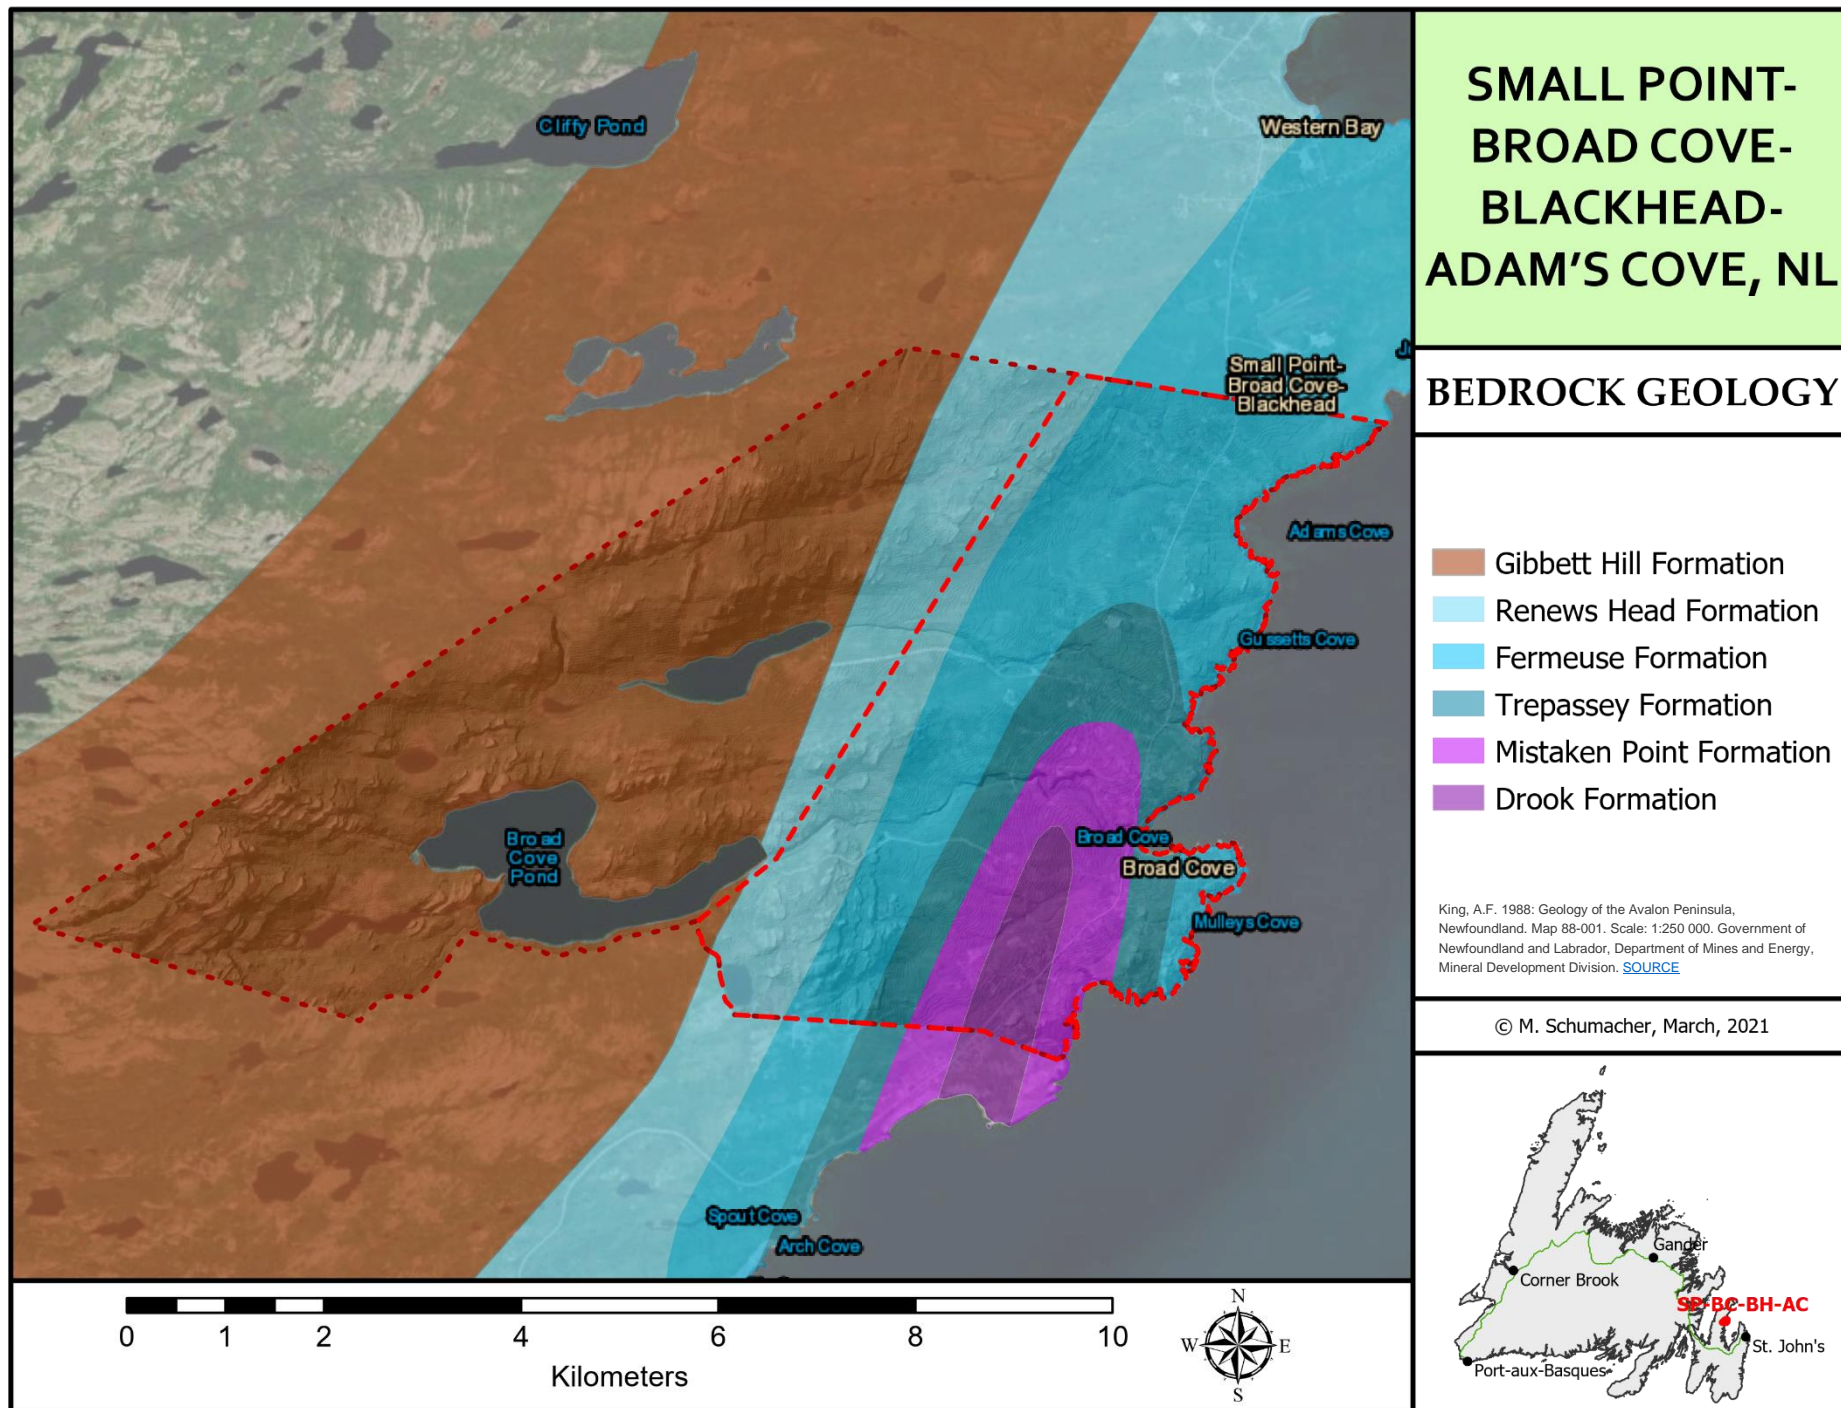 SMALL POINT-
BROAD COVE-
BLACKHEAD-
ADAM'S COVE, NL
BEDROCK GEOLOGY
Gibbett Hill Formation
Renews Head Formation
Fermeuse Formation
Trepassey Formation
Mistaken Point Formation
Drook Formation
King, A.F. 1988: Geology of the Avalon Peninsula,
Newfoundland. Map 88-001. Scale: 1:250 000. Government of
Newfoundland and Labrador, Department of Mines and Energy,
Mineral Development Division. SOURCE
© M. Schumacher, March, 2021
Cliffy Pond
Western Bay
Small Point-
Broad Cove-
Blackhead
Adams Cove
Gussetts Cove
Broad Cove
Broad Cove
Mulleys Cove
Broad
Cove
Pond
Spout Cove
Arch Cove
0 1 2 4 6 8 10
Kilometers
N
W E
S
Gander
Corner Brook
SP-BC-BH-AC
St. John's
Port-aux-Basques